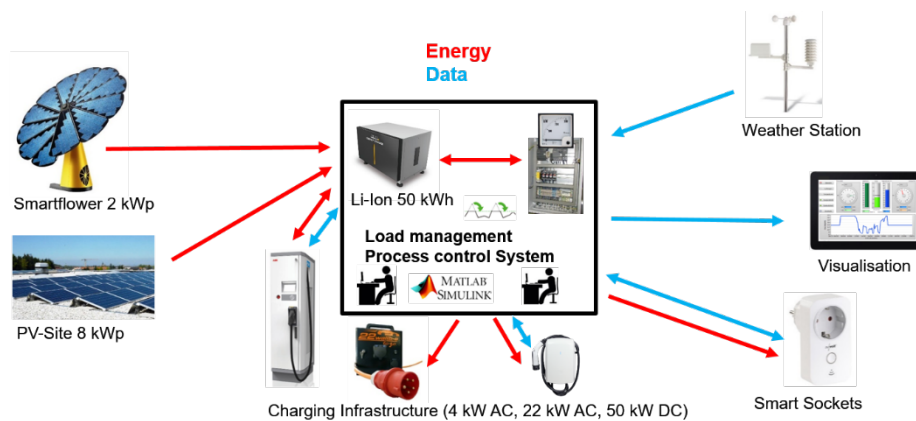 Energy
Data
Weather Station
Smartflower 2 kWp
Li-Ion 50 kWh
Load management
Process control System
MATLAB
SIMULINK
Visualisation
PV-Site 8 kWp
Charging Infrastructure (4 kW AC, 22 kW AC, 50 kW DC)
Smart Sockets